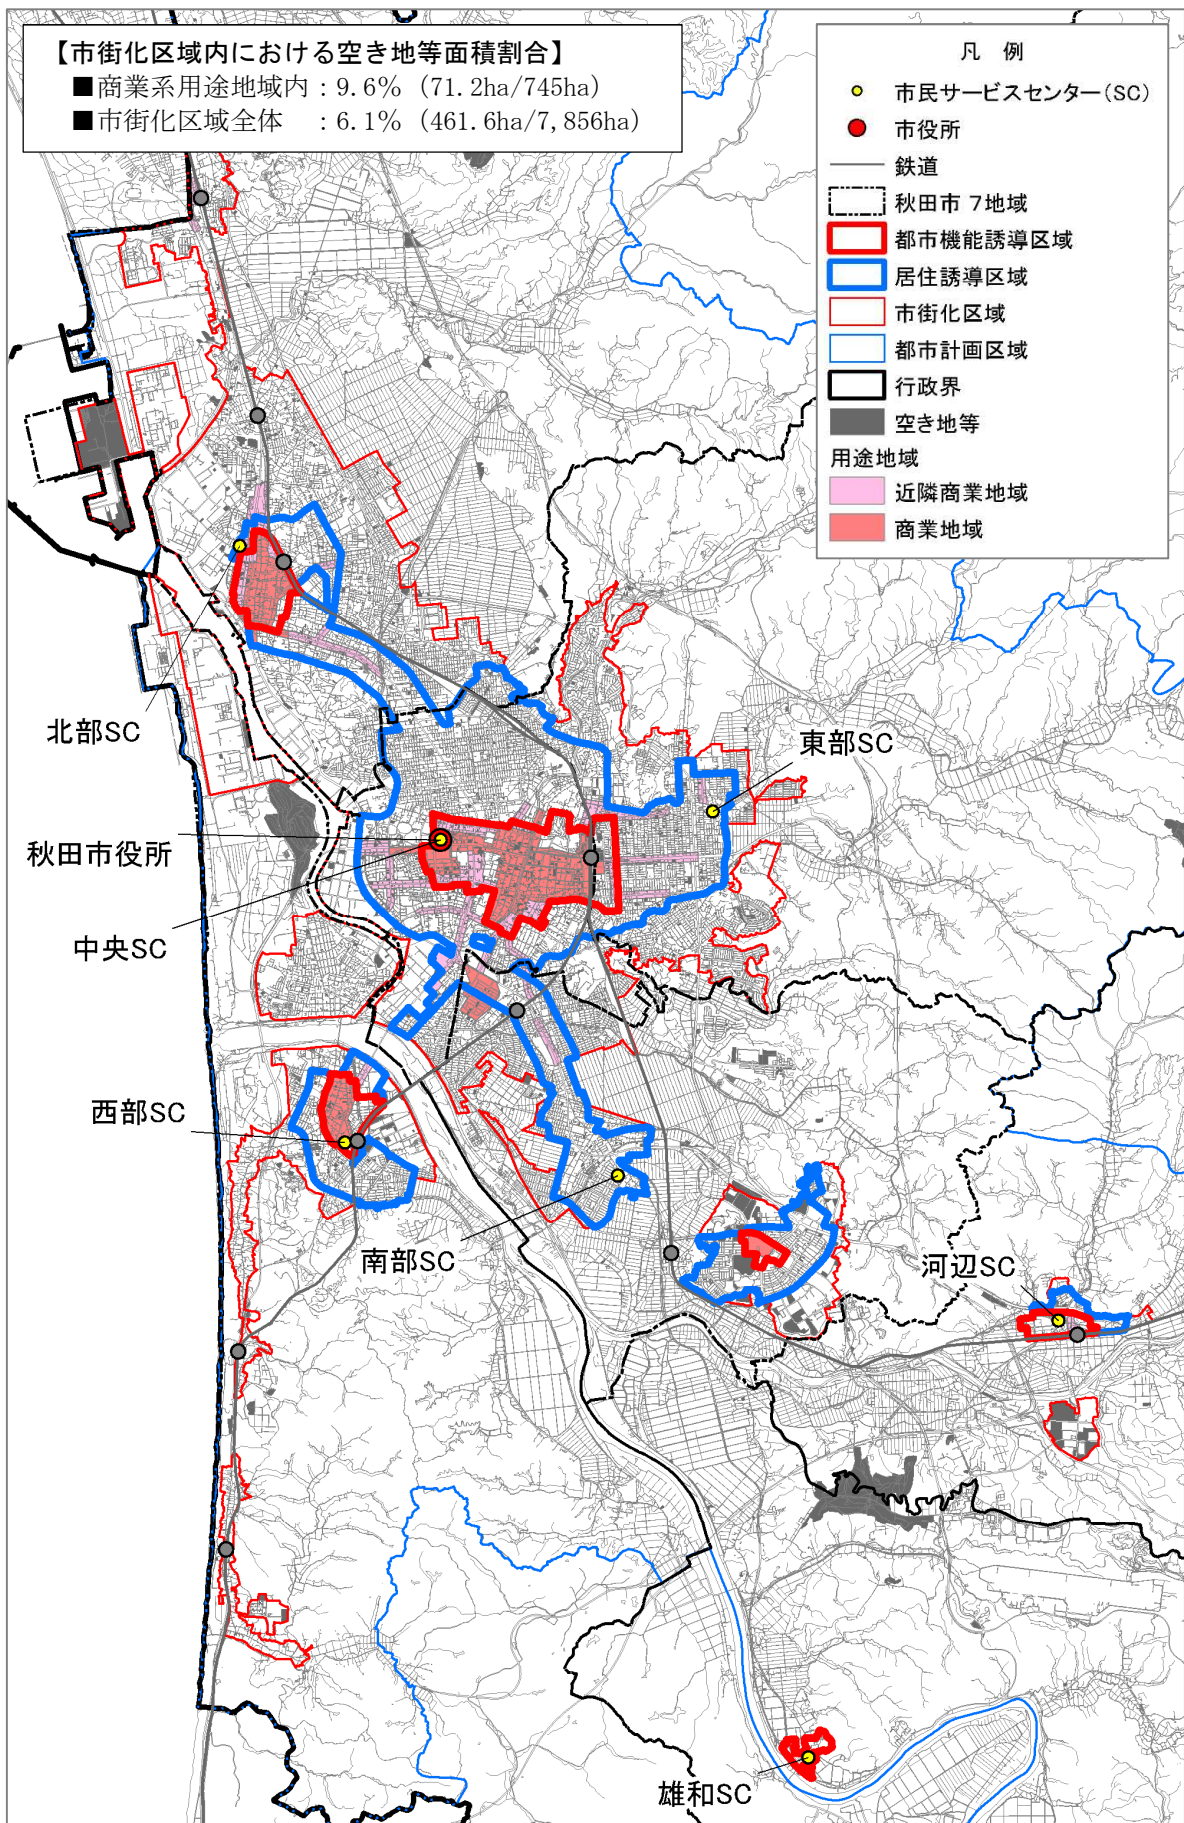 【市街化区域内における空き地等面積割合】
■商業系用途地域内：9.6% (71.2ha/745ha)
■市街化区域全体　：6.1% (461.6ha/7,856ha)
凡 例
市民サービスセンター(SC)
市役所
鉄道
秋田市 7地域
都市機能誘導区域
居住誘導区域
市街化区域
都市計画区域
行政界
空き地等
用途地域
近隣商業地域
商業地域
北部SC
東部SC
秋田市役所
中央SC
西部SC
南部SC
河辺SC
雄和SC